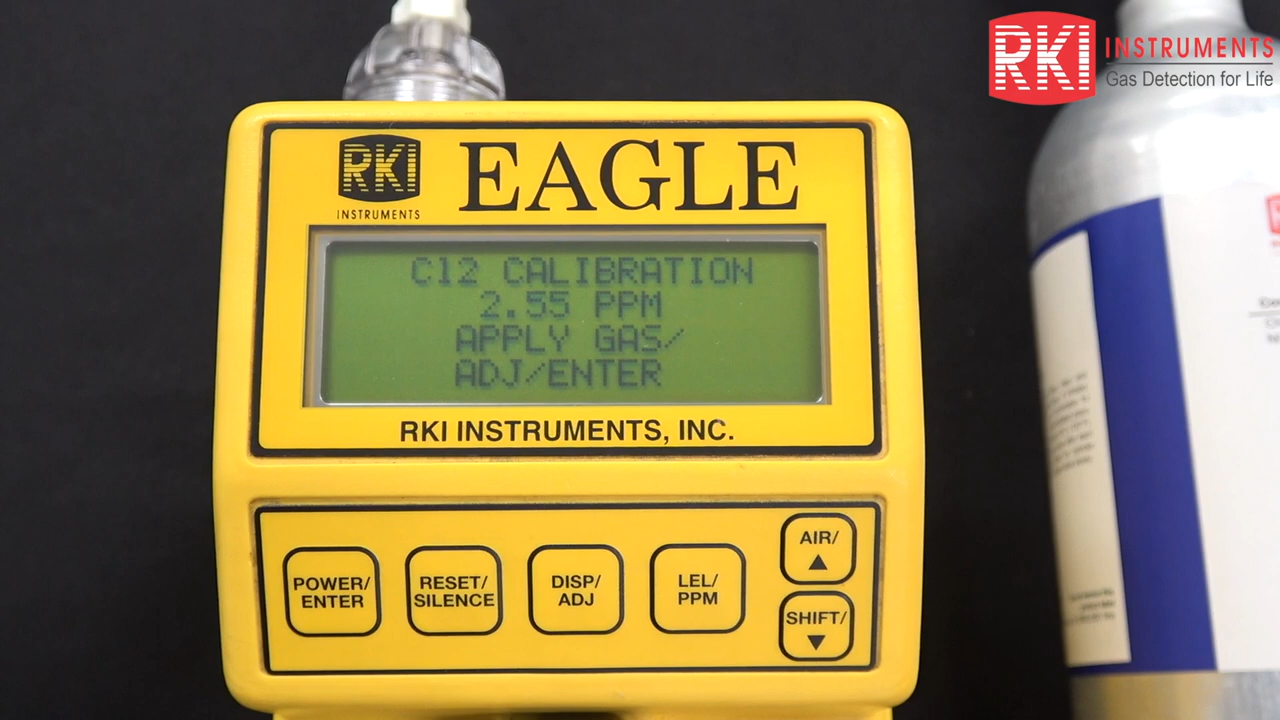 RKI INSTRUMENTS
Gas Detection for Life
RKI
INSTRUMENTS
EAGLE
Cl2 CALIBRATION
2.55 PPM
APPLY GAS/
ADJ/ENTER
RKI INSTRUMENTS, INC.
POWER/
ENTER
RESET/
SILENCE
DISP/
ADJ
LEL/
PPM
AIR/
▲
SHIFT/
▼